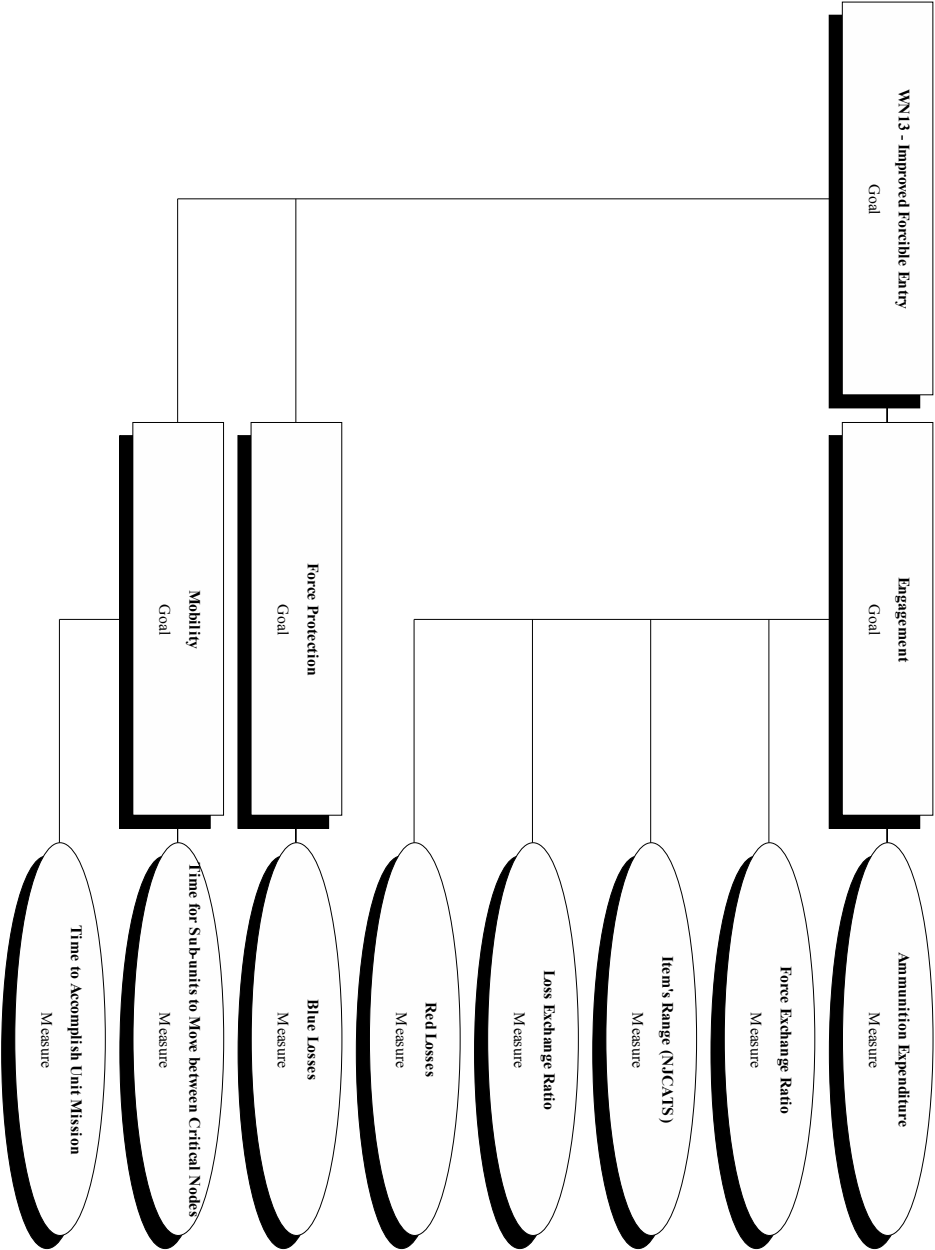 WN13 - Improved Forcible Entry
Goal
Engagement
Goal
Ammunition Expenditure
Measure
Force Exchange Ratio
Measure
Item's Range (NJCATS)
Measure
Loss Exchange Ratio
Measure
Red Losses
Measure
Force Protection
Goal
Blue Losses
Measure
Mobility
Goal
Time for Sub-units to Move between Critical Nodes
Measure
Time to Accomplish Unit Mission
Measure